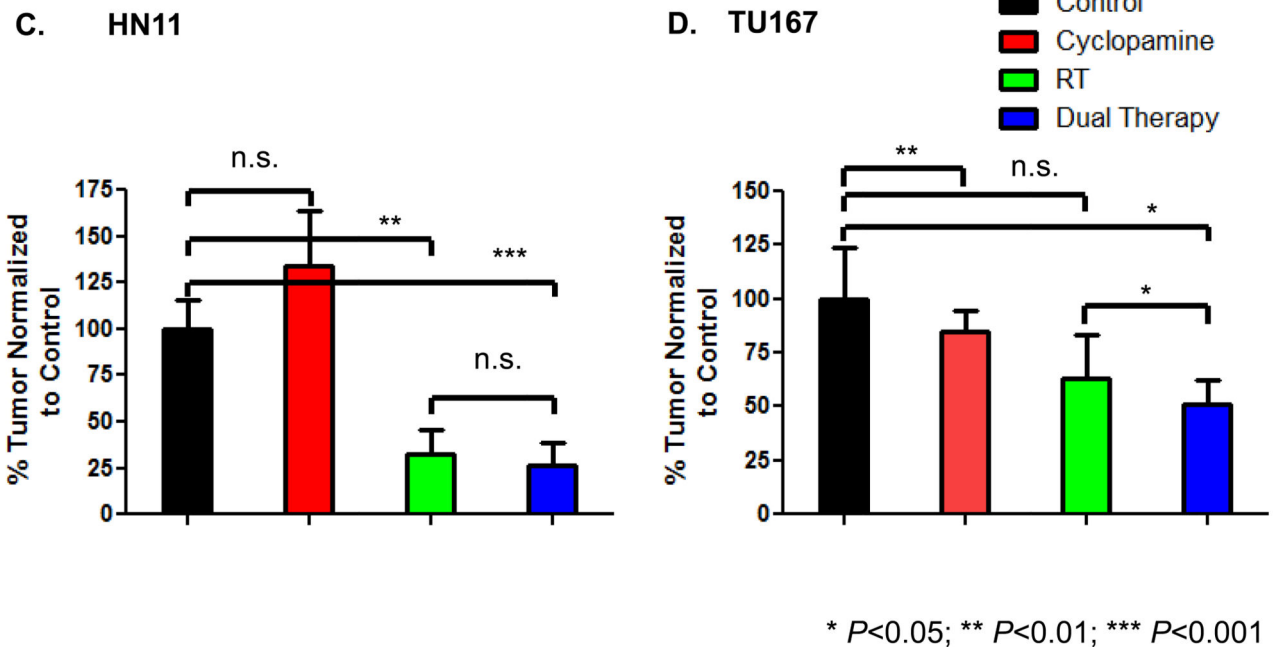 C. HN11
D. TU167
Control
Cyclopamine
RT
Dual Therapy
n.s.
**
***
n.s.
175
150
125
100
75
50
25
0
% Tumor Normalized
to Control
**
n.s.
*
*
150
125
100
75
50
25
0
% Tumor Normalized
to Control
* P<0.05; ** P<0.01; *** P<0.001